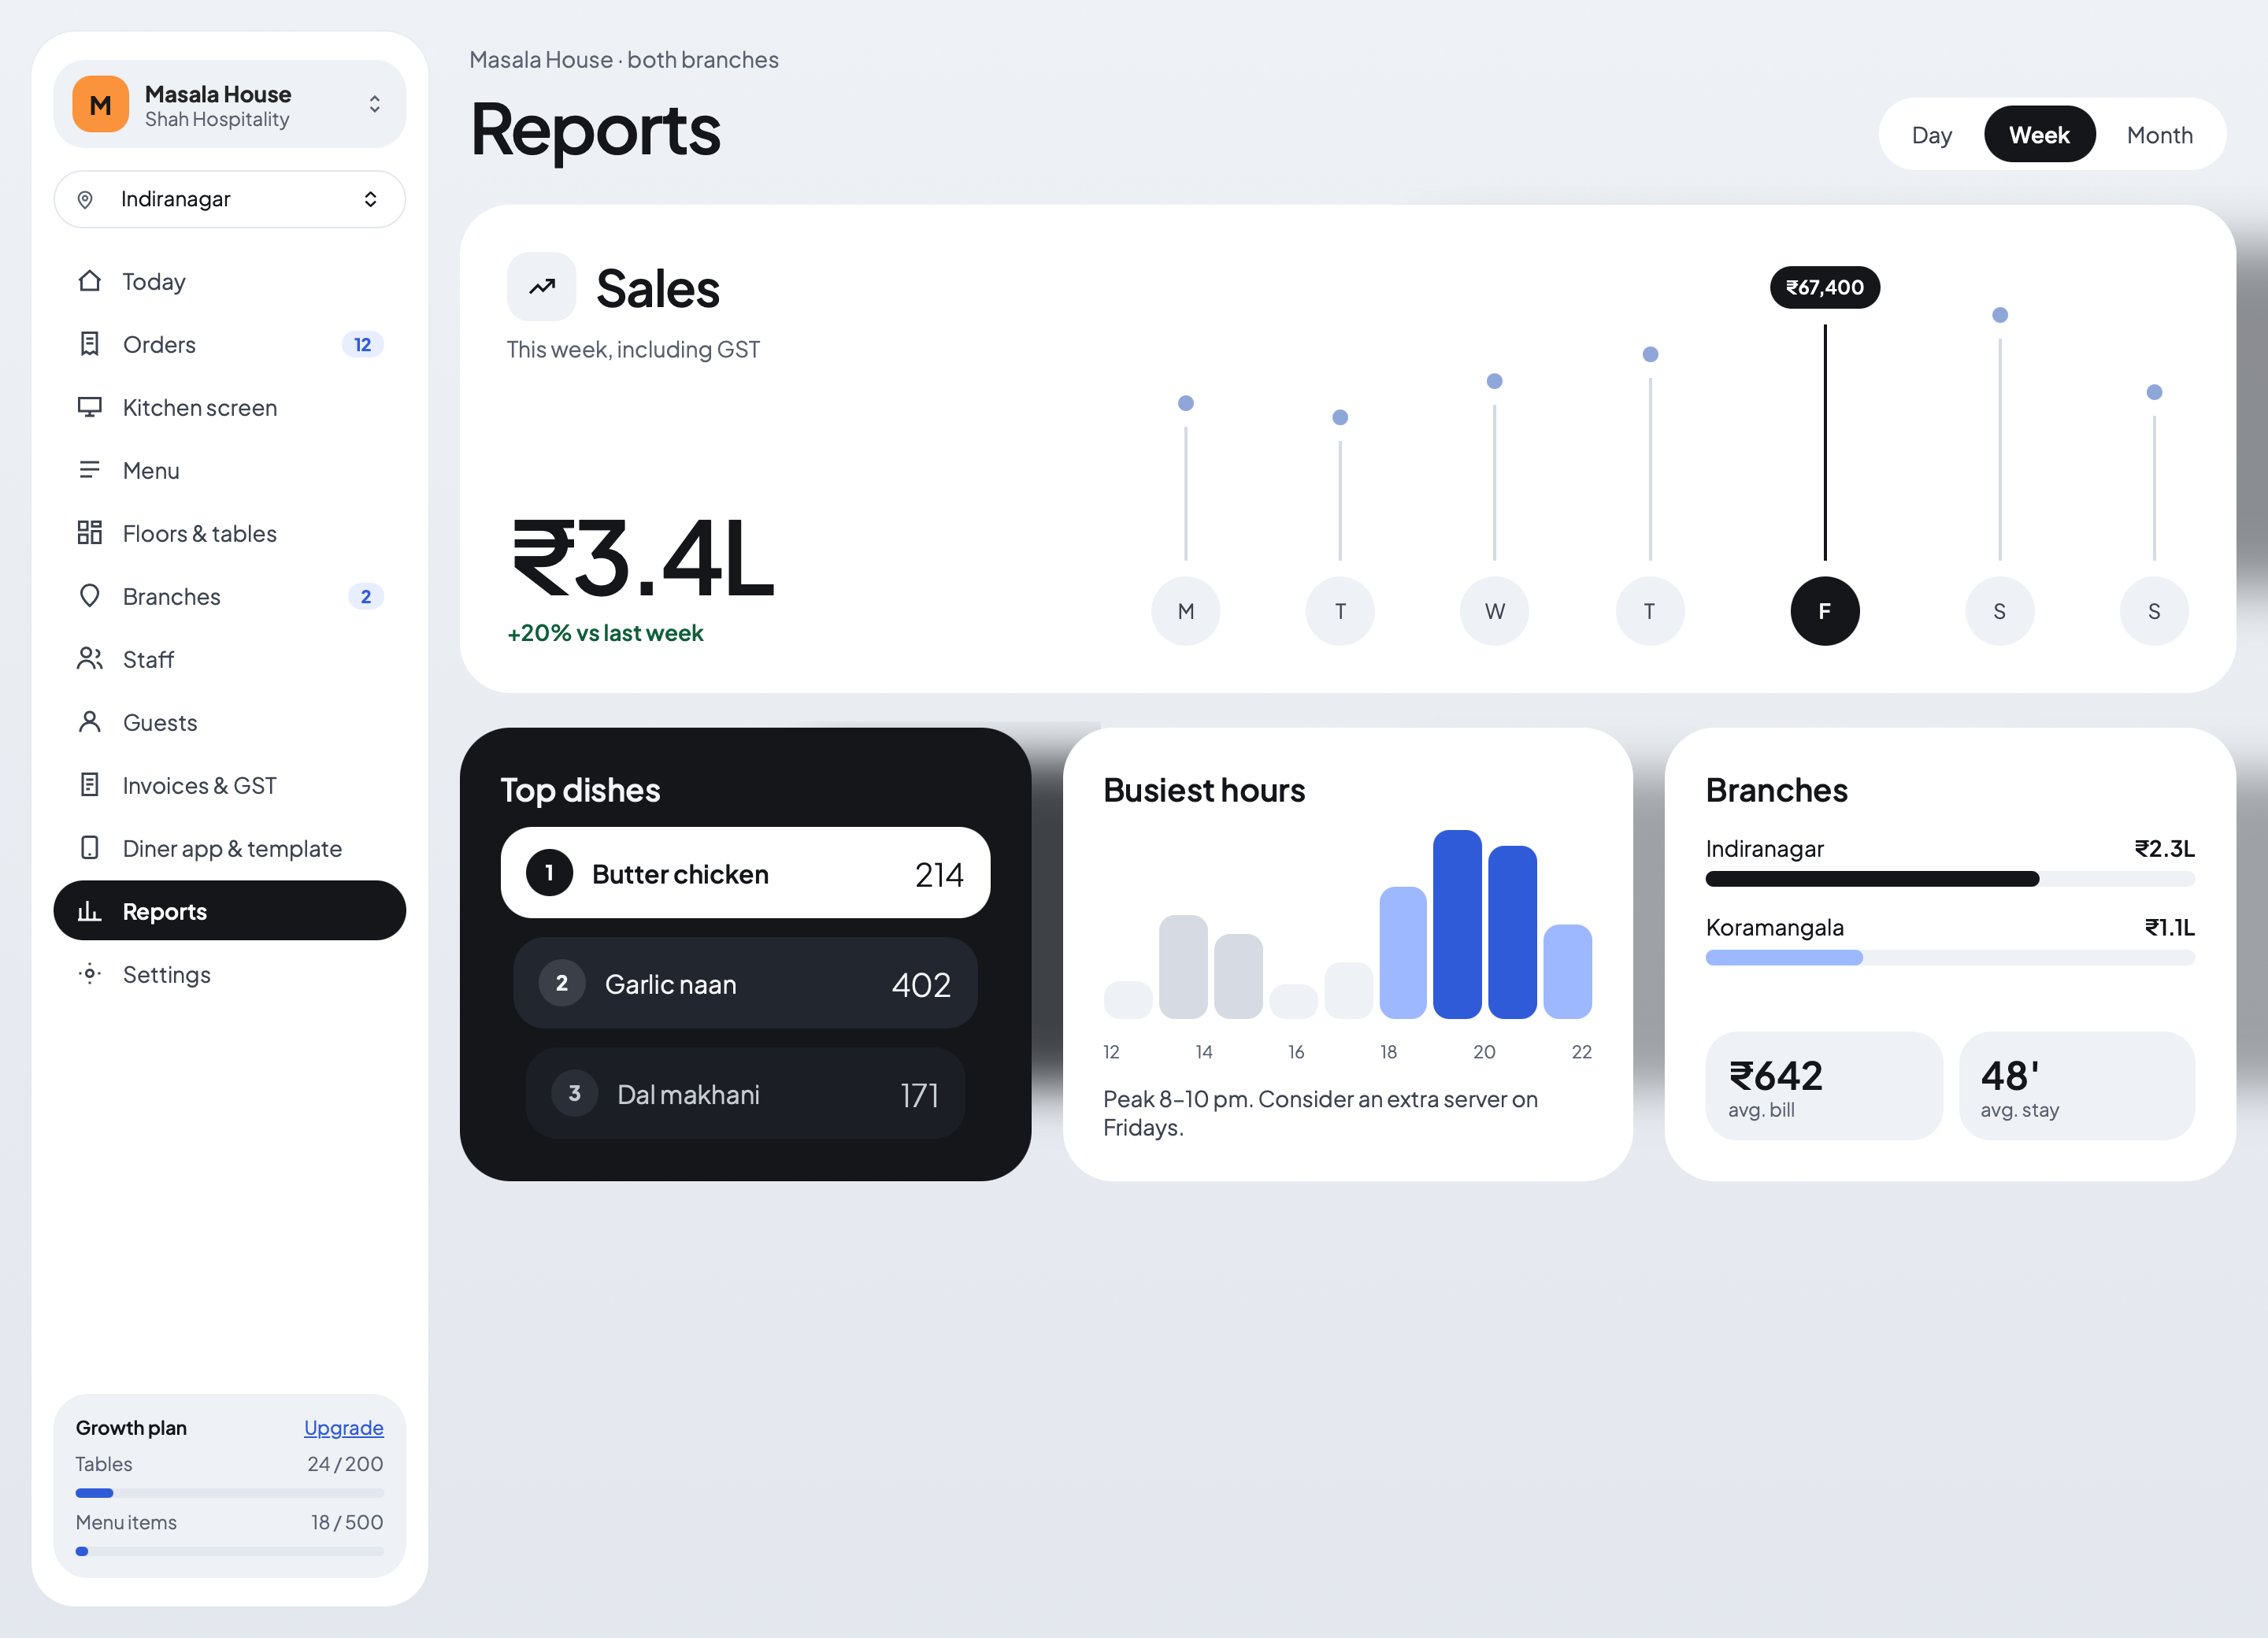 M
Masala House
Shah Hospitality
Indiranagar
Today
Orders 12
Kitchen screen
Menu
Floors & tables
Branches 2
Staff
Guests
Invoices & GST
Diner app & template
Reports
Settings
Growth plan Upgrade
Tables 24 / 200
Menu items 18 / 500
Masala House · both branches
Reports
Day Week Month
Sales
This week, including GST
₹3.4L
+20% vs last week
₹67,400
M T W T F S S
Top dishes
1 Butter chicken 214
2 Garlic naan 402
3 Dal makhani 171
Busiest hours
12 14 16 18 20 22
Peak 8–10 pm. Consider an extra server on
Fridays.
Branches
Indiranagar ₹2.3L
Koramangala ₹1.1L
₹642
avg. bill
48'
avg. stay